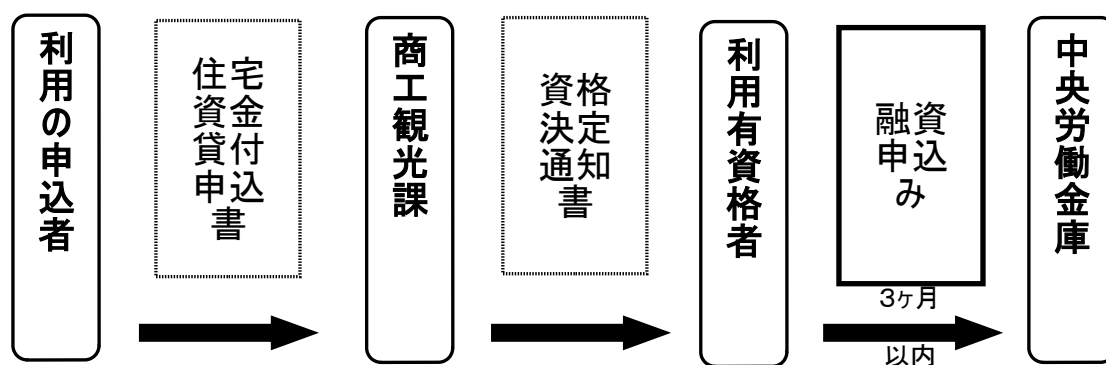 利用の申込者
住宅
資金
貸付
申込
書
商工観光課
資格
決定
通知
書
利用有資格者
融資
申込
み
3ヶ月
以内
中央労働金庫